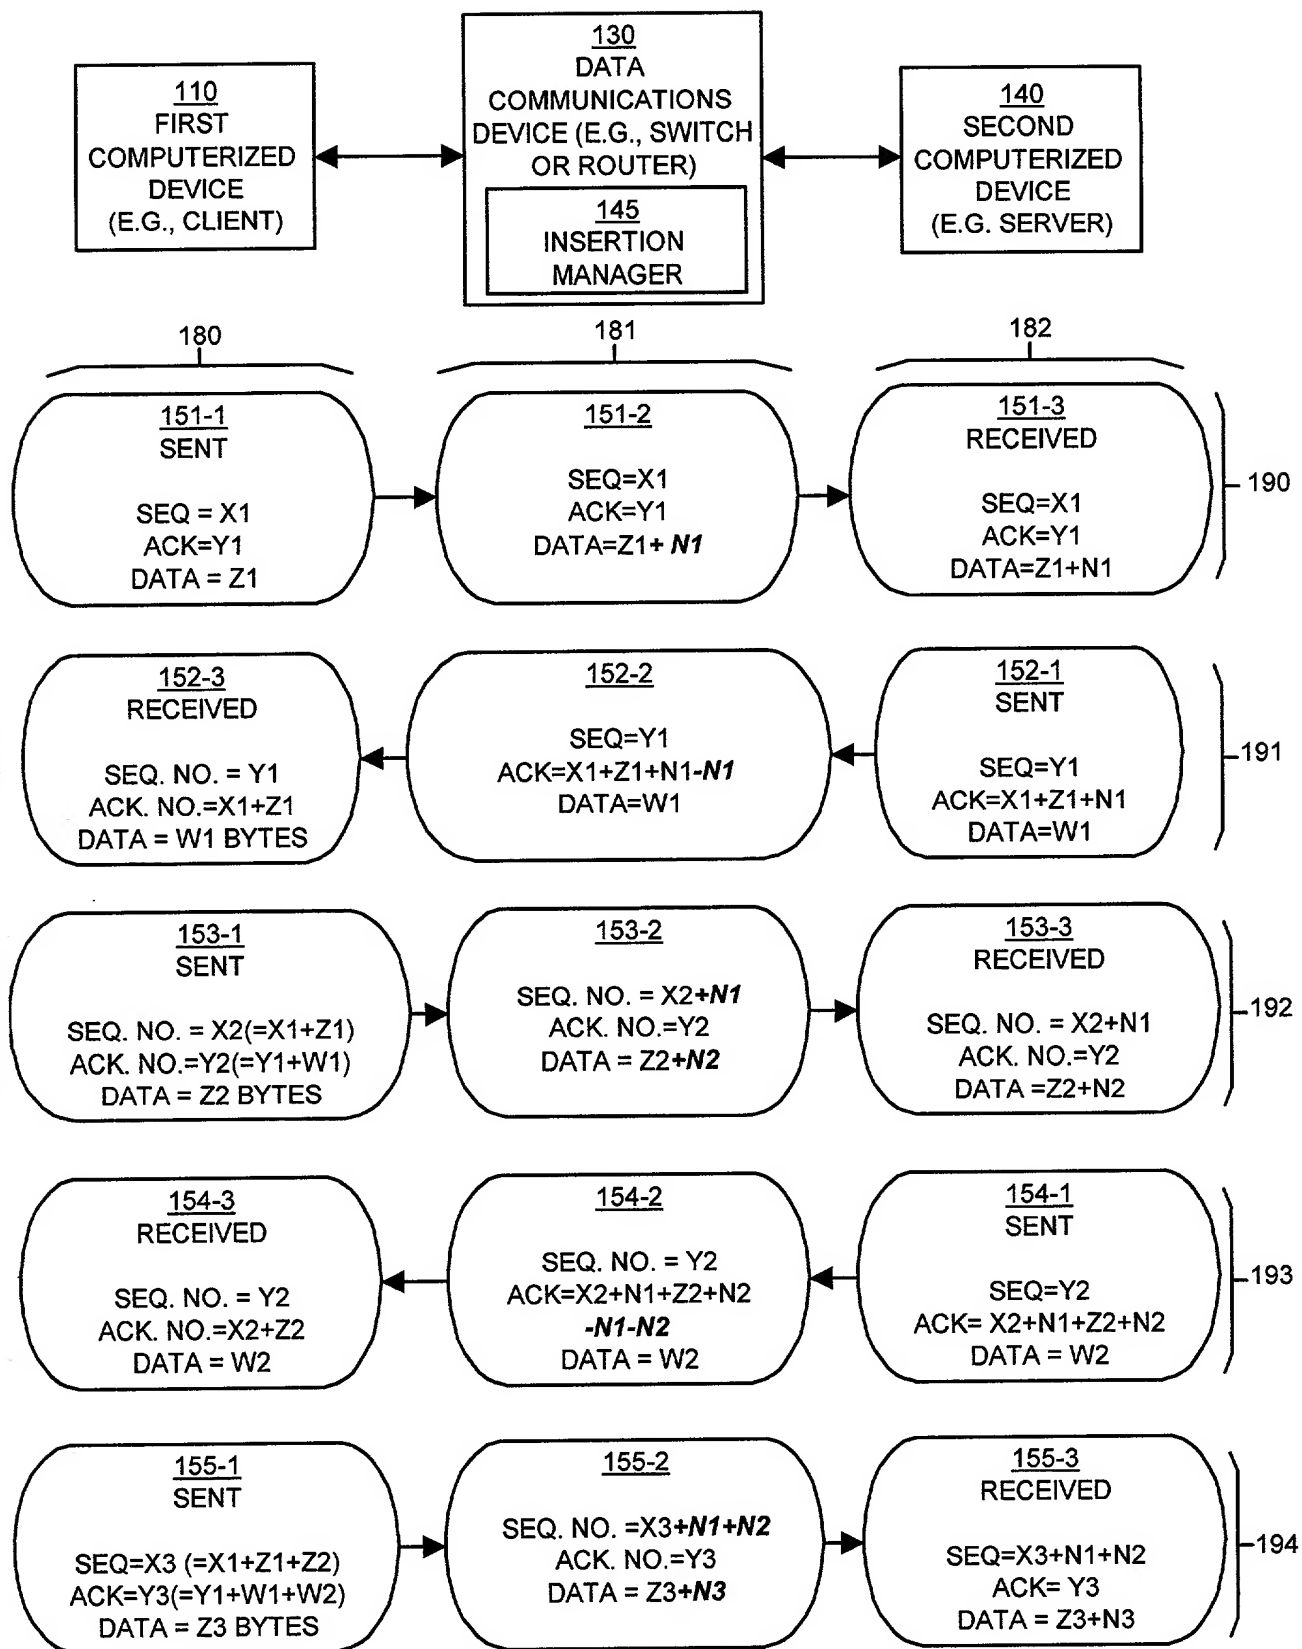 110
FIRST
COMPUTERIZED
DEVICE
(E.G., CLIENT)
130
DATA
COMMUNICATIONS
DEVICE (E.G., SWITCH
OR ROUTER)
145
INSERTION
MANAGER
140
SECOND
COMPUTERIZED
DEVICE
(E.G. SERVER)
180
181
182
151-1
SENT
SEQ = X1
ACK=Y1
DATA = Z1
151-2
SEQ=X1
ACK=Y1
DATA=Z1+ N1
151-3
RECEIVED
SEQ=X1
ACK=Y1
DATA=Z1+N1
190
152-3
RECEIVED
SEQ. NO. = Y1
ACK. NO.=X1+Z1
DATA = W1 BYTES
152-2
SEQ=Y1
ACK=X1+Z1+N1-N1
DATA=W1
152-1
SENT
SEQ=Y1
ACK=X1+Z1+N1
DATA=W1
191
153-1
SENT
SEQ. NO. = X2(=X1+Z1)
ACK. NO.=Y2(=Y1+W1)
DATA = Z2 BYTES
153-2
SEQ. NO. = X2+N1
ACK. NO.=Y2
DATA = Z2+N2
153-3
RECEIVED
SEQ. NO. = X2+N1
ACK. NO.=Y2
DATA =Z2+N2
192
154-3
RECEIVED
SEQ. NO. = Y2
ACK. NO.=X2+Z2
DATA = W2
154-2
SEQ. NO. = Y2
ACK=X2+N1+Z2+N2
-N1-N2
DATA = W2
154-1
SENT
SEQ=Y2
ACK= X2+N1+Z2+N2
DATA = W2
193
155-1
SENT
SEQ=X3 (=X1+Z1+Z2)
ACK=Y3(=Y1+W1+W2)
DATA = Z3 BYTES
155-2
SEQ. NO. =X3+N1+N2
ACK. NO.=Y3
DATA = Z3+N3
155-3
RECEIVED
SEQ=X3+N1+N2
ACK= Y3
DATA = Z3+N3
194